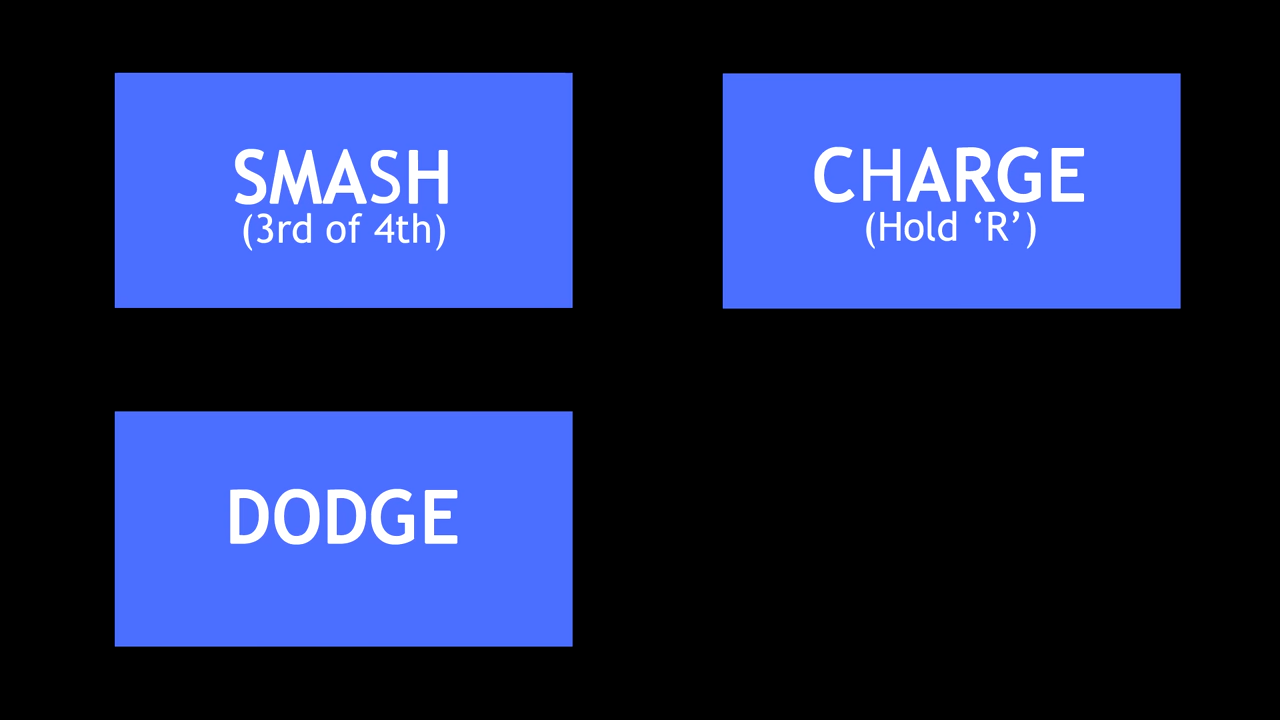 SMASH
(3rd of 4th)
CHARGE
(Hold ‘R’)
DODGE